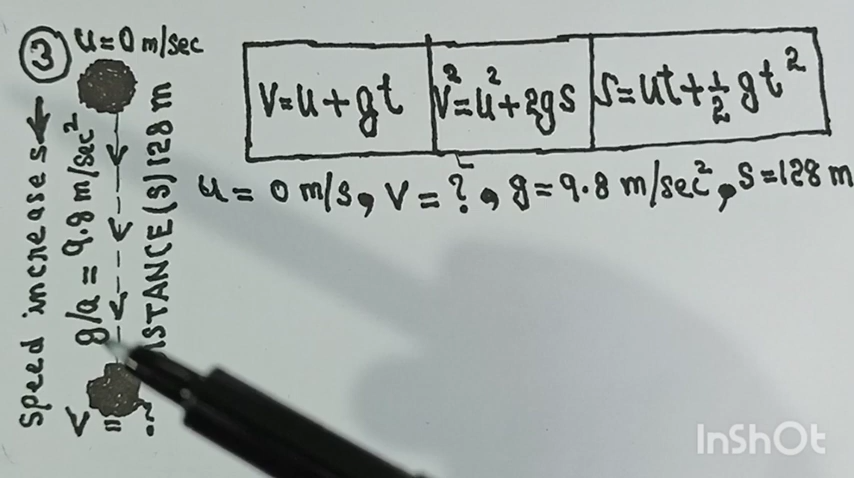 3 u=0 m/sec
Speed increases
g/a = 9.8 m/sec²
ISTANCE(S) 128 m
V = ?
V=u+gt
V²=u²+2gs
S=ut+½gt²
u = 0 m/s, V = ?, g=9.8 m/sec², S=128 m
InShOt